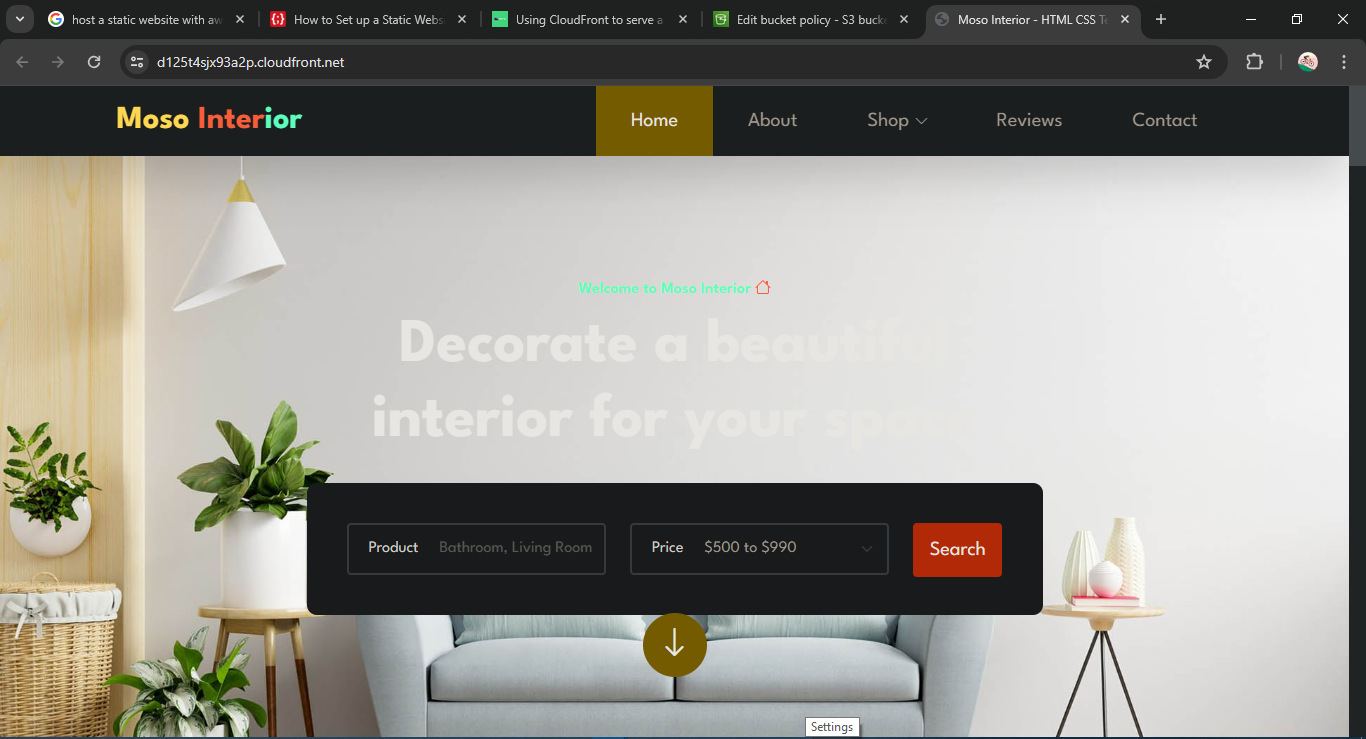 host a static website with aw
How to Set up a Static Webs
Using CloudFront to serve a
Edit bucket policy - S3 bucke
Moso Interior - HTML CSS Te
d125t4sjx93a2p.cloudfront.net
Moso Interior
Home
About
Shop
Reviews
Contact
Welcome to Moso Interior
Decorate a beautiful
interior for your space
Product
Bathroom, Living Room
Price
$500 to $990
Search
Settings